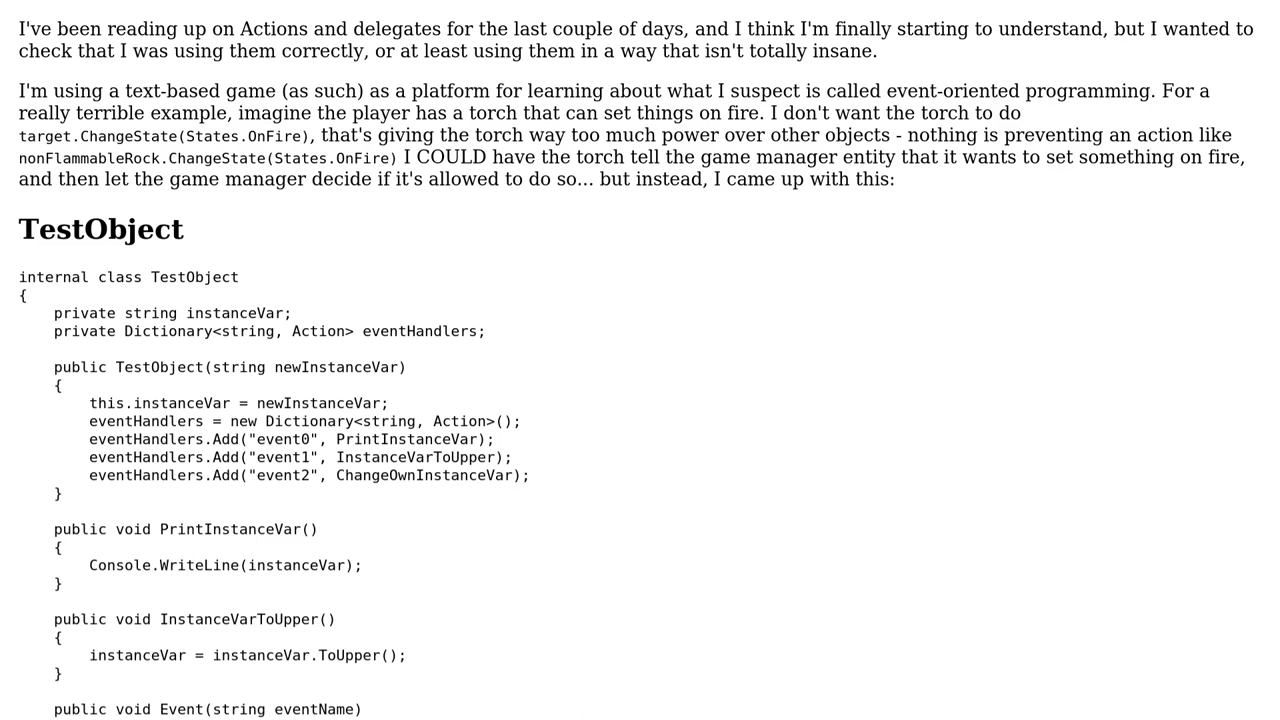 I've been reading up on Actions and delegates for the last couple of days, and I think I'm finally starting to understand, but I wanted to
check that I was using them correctly, or at least using them in a way that isn't totally insane.
I'm using a text-based game (as such) as a platform for learning about what I suspect is called event-oriented programming. For a
really terrible example, imagine the player has a torch that can set things on fire. I don't want the torch to do
target.ChangeState(States.OnFire), that's giving the torch way too much power over other objects - nothing is preventing an action like
nonFlammableRock.ChangeState(States.OnFire) I COULD have the torch tell the game manager entity that it wants to set something on fire,
and then let the game manager decide if it's allowed to do so... but instead, I came up with this:
TestObject
internal class TestObject
{
    private string instanceVar;
    private Dictionary<string, Action> eventHandlers;
    public TestObject(string newInstanceVar)
    {
        this.instanceVar = newInstanceVar;
        eventHandlers = new Dictionary<string, Action>();
        eventHandlers.Add("event0", PrintInstanceVar);
        eventHandlers.Add("event1", InstanceVarToUpper);
        eventHandlers.Add("event2", ChangeOwnInstanceVar);
    }
    public void PrintInstanceVar()
    {
        Console.WriteLine(instanceVar);
    }
    public void InstanceVarToUpper()
    {
        instanceVar = instanceVar.ToUpper();
    }
    public void Event(string eventName)